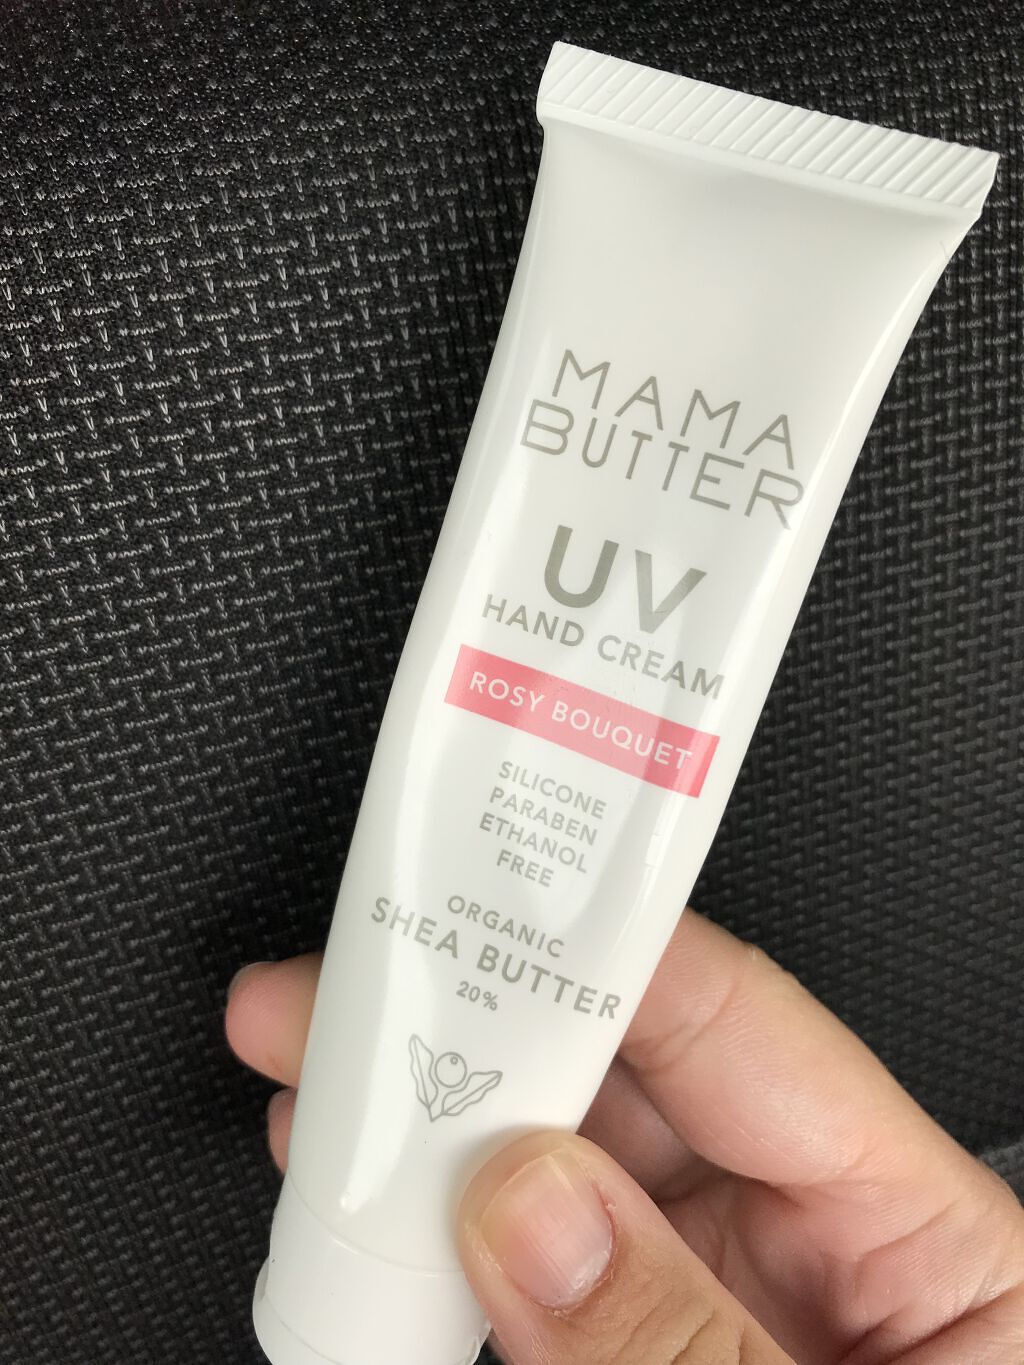 MAMA
BUTTER
UV
HAND CREAM
ROSY BOUQUET
SILICONE
PARABEN
ETHANOL
FREE
ORGANIC
SHEA BUTTER
20%